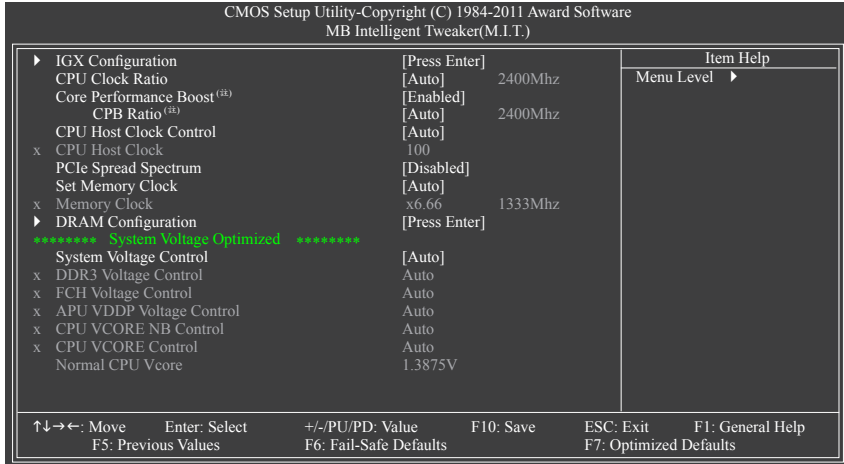 CMOS Setup Utility-Copyright (C) 1984-2011 Award Software
MB Intelligent Tweaker(M.I.T.)
Item Help
Menu Level ▶
▶ IGX Configuration [Press Enter]
CPU Clock Ratio [Auto] 2400Mhz
Core Performance Boost (註) [Enabled]
CPB Ratio (註) [Auto] 2400Mhz
CPU Host Clock Control [Auto]
x CPU Host Clock 100
PCIe Spread Spectrum [Disabled]
Set Memory Clock [Auto]
x Memory Clock x6.66 1333Mhz
▶ DRAM Configuration [Press Enter]
******** System Voltage Optimized ********
System Voltage Control [Auto]
x DDR3 Voltage Control Auto
x FCH Voltage Control Auto
x APU VDDP Voltage Control Auto
x CPU VCORE NB Control Auto
x CPU VCORE Control Auto
Normal CPU Vcore 1.3875V
↑↓→←: Move Enter: Select +/-/PU/PD: Value F10: Save ESC: Exit F1: General Help
F5: Previous Values F6: Fail-Safe Defaults F7: Optimized Defaults